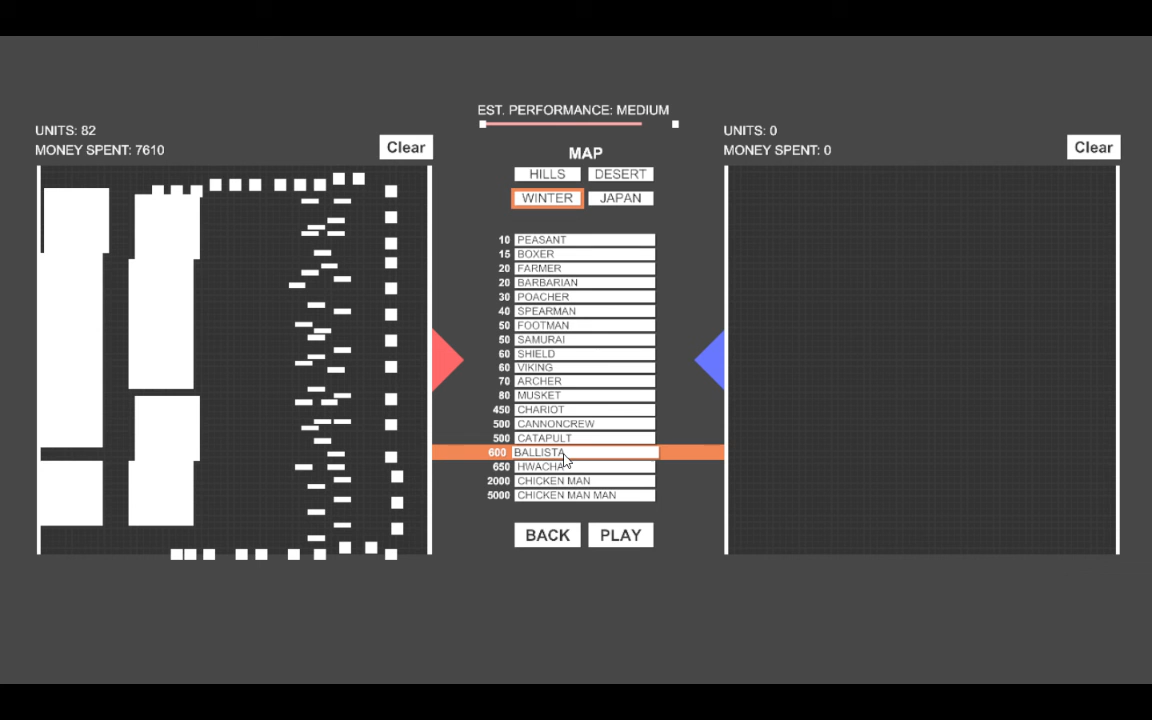 EST. PERFORMANCE: MEDIUM
UNITS: 82
MONEY SPENT: 7610
Clear
UNITS: 0
MONEY SPENT: 0
Clear
MAP
HILLS DESERT
WINTER JAPAN
10 PEASANT
15 BOXER
20 FARMER
20 BARBARIAN
30 POACHER
40 SPEARMAN
50 FOOTMAN
50 SAMURAI
60 SHIELD
60 VIKING
70 ARCHER
80 MUSKET
450 CHARIOT
500 CANNONCREW
500 CATAPULT
600 BALLISTA
650 HWACHA
2000 CHICKEN MAN
5000 CHICKEN MAN MAN
BACK PLAY